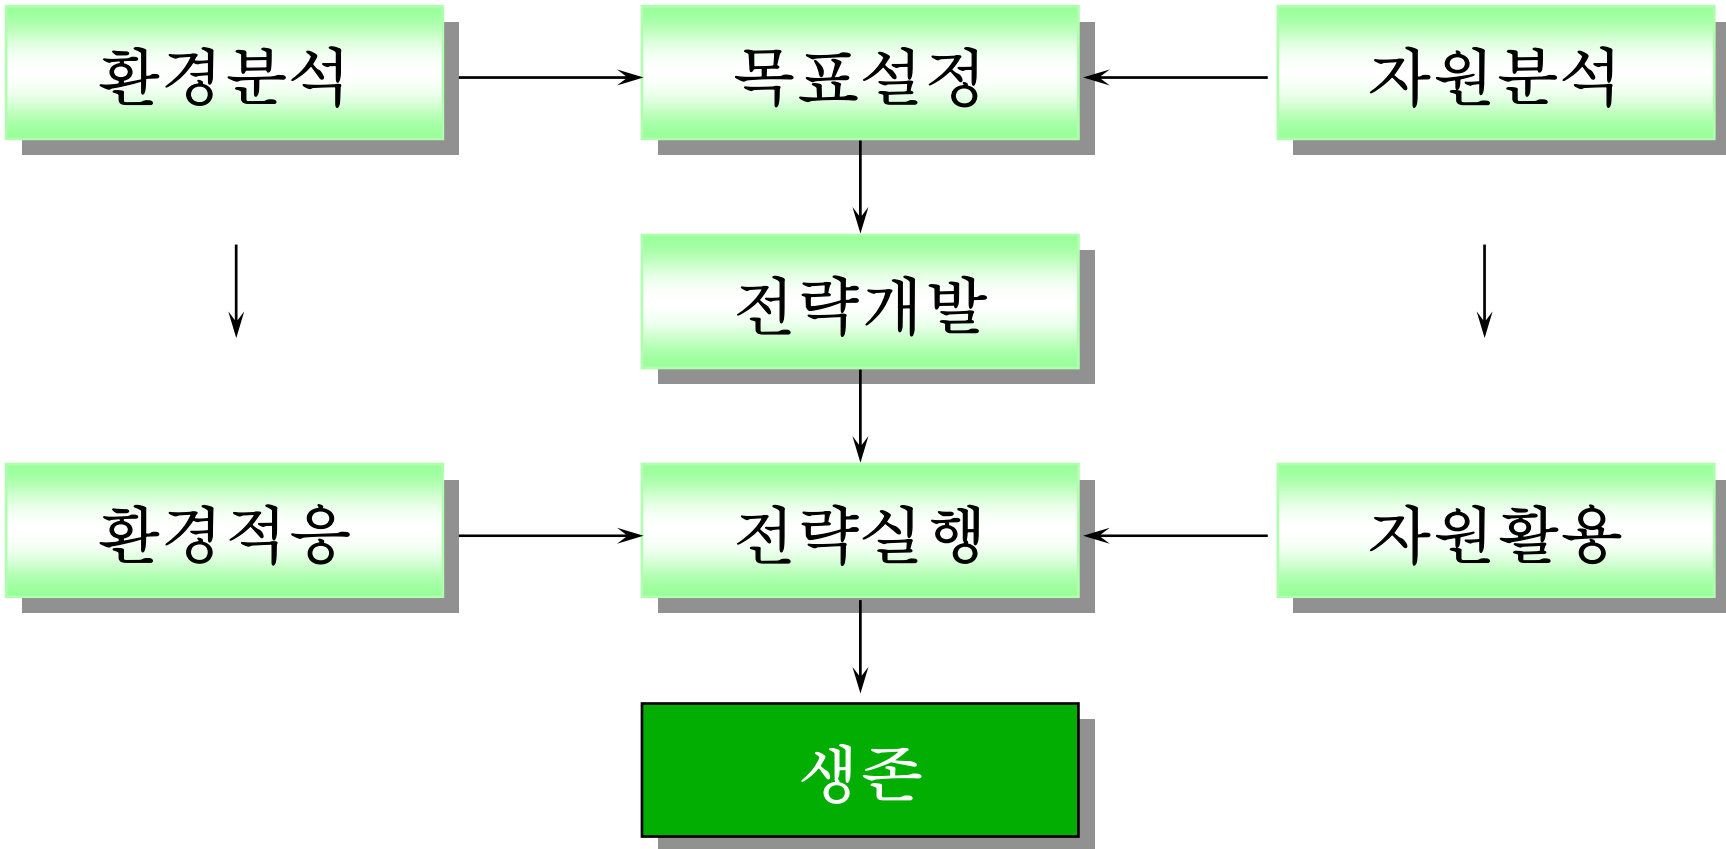 환경분석
목표설정
자원분석
전략개발
환경적응
전략실행
자원활용
생존